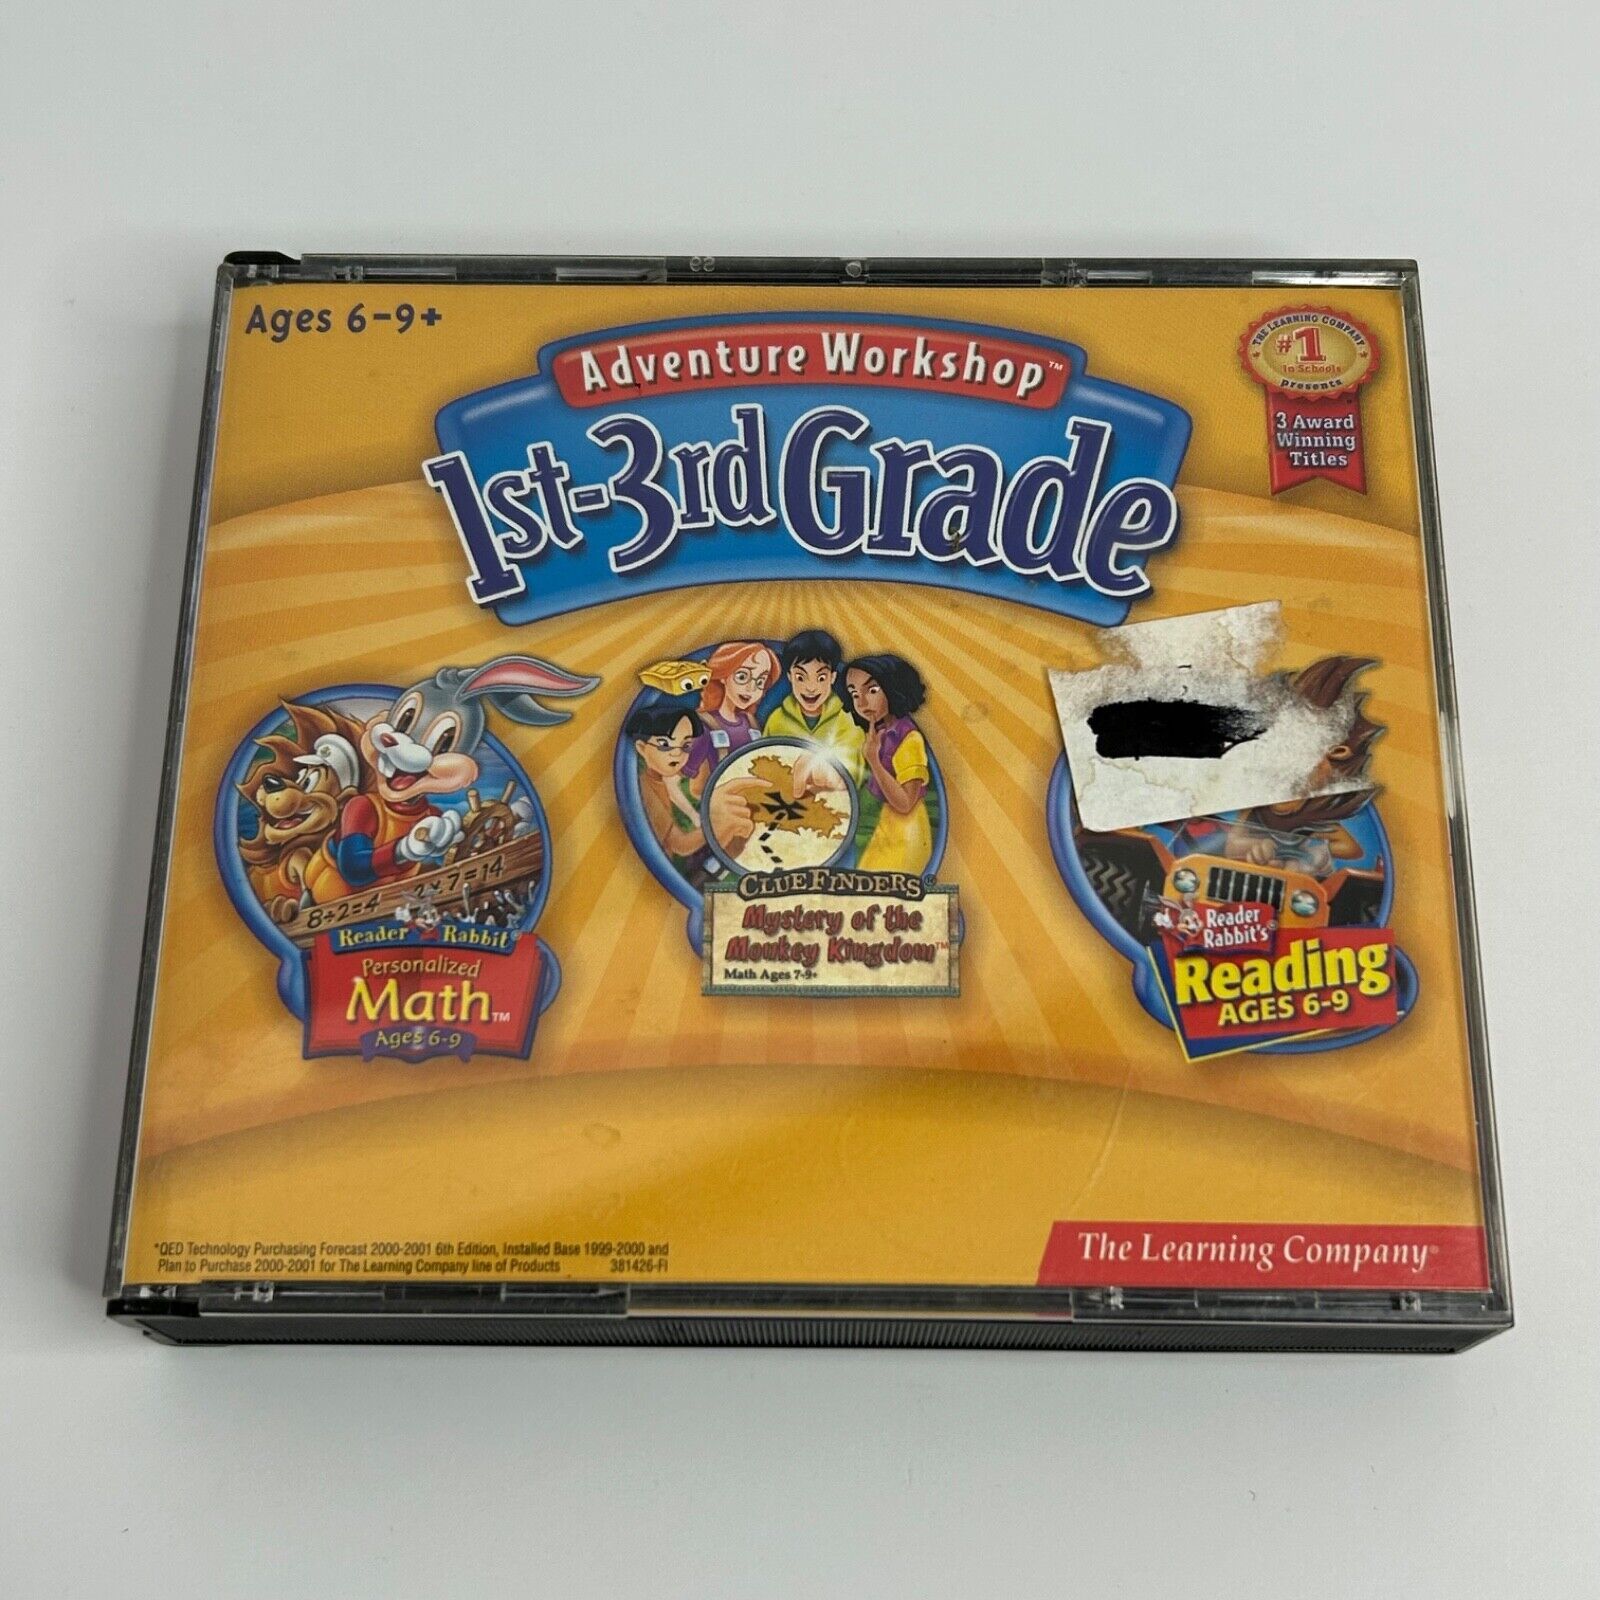 Ages 6-9+
Adventure Workshop™
1st-3rd Grade
THE LEARNING COMPANY
#1
In Schools
presents
3 Award
Winning
Titles
8÷2=4
2×7=14
Reader Rabbit®
Personalized
Math™
Ages 6-9
CLUEFINDERS®
Mystery of the
Monkey Kingdom™
Math Ages 7-9+
Reader
Rabbit's®
Reading
AGES 6-9
*QED Technology Purchasing Forecast 2000-2001 6th Edition, Installed Base 1999-2000 and
Plan to Purchase 2000-2001 for The Learning Company line of Products 381426-FI
The Learning Company®